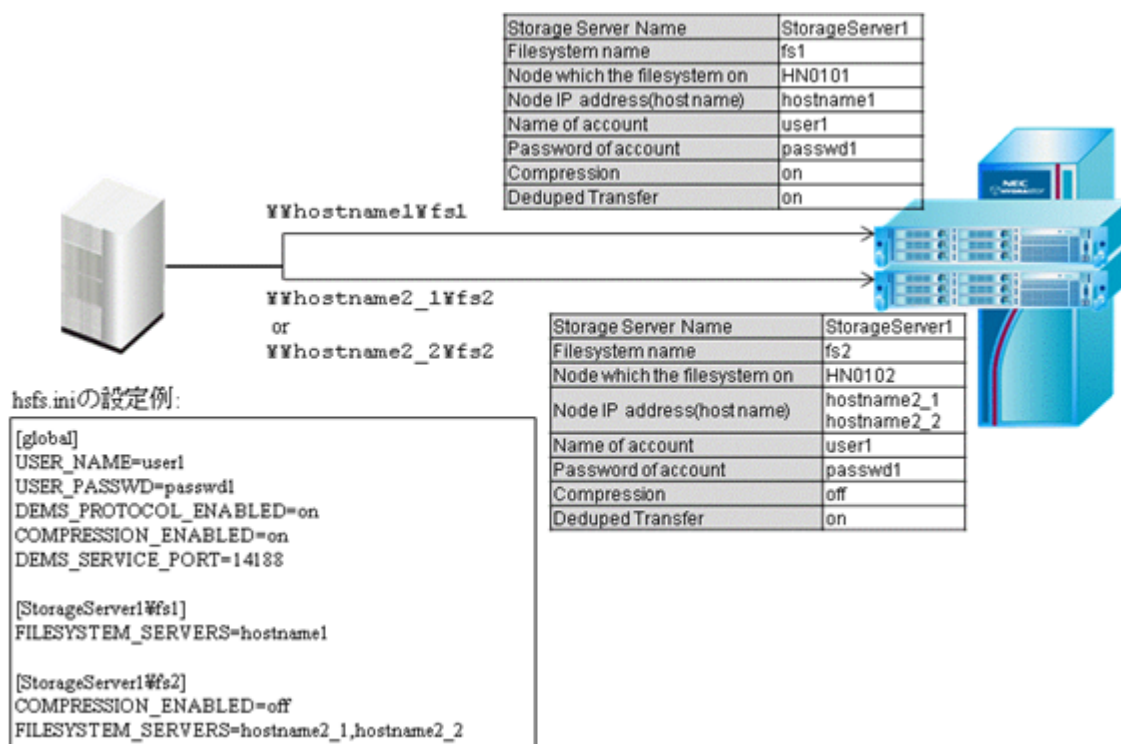 Storage Server Name StorageServer1
Filesystem name fs1
Node which the filesystem on HN0101
Node IP address(host name) hostname1
Name of account user1
Password of account passwd1
Compression on
Deduped Transfer on
NEC
HYDRAstor
¥¥hostname1¥fs1
¥¥hostname2_1¥fs2
or
¥¥hostname2_2¥fs2
Storage Server Name StorageServer1
Filesystem name fs2
Node which the filesystem on HN0102
Node IP address(host name) hostname2_1
hostname2_2
Name of account user1
Password of account passwd1
Compression off
Deduped Transfer on
hsfs.iniの設定例:
[global]
USER_NAME=user1
USER_PASSWD=passwd1
DEMS_PROTOCOL_ENABLED=on
COMPRESSION_ENABLED=on
DEMS_SERVICE_PORT=14188
[StorageServer1¥fs1]
FILESYSTEM_SERVERS=hostname1
[StorageServer1¥fs2]
COMPRESSION_ENABLED=off
FILESYSTEM_SERVERS=hostname2_1,hostname2_2